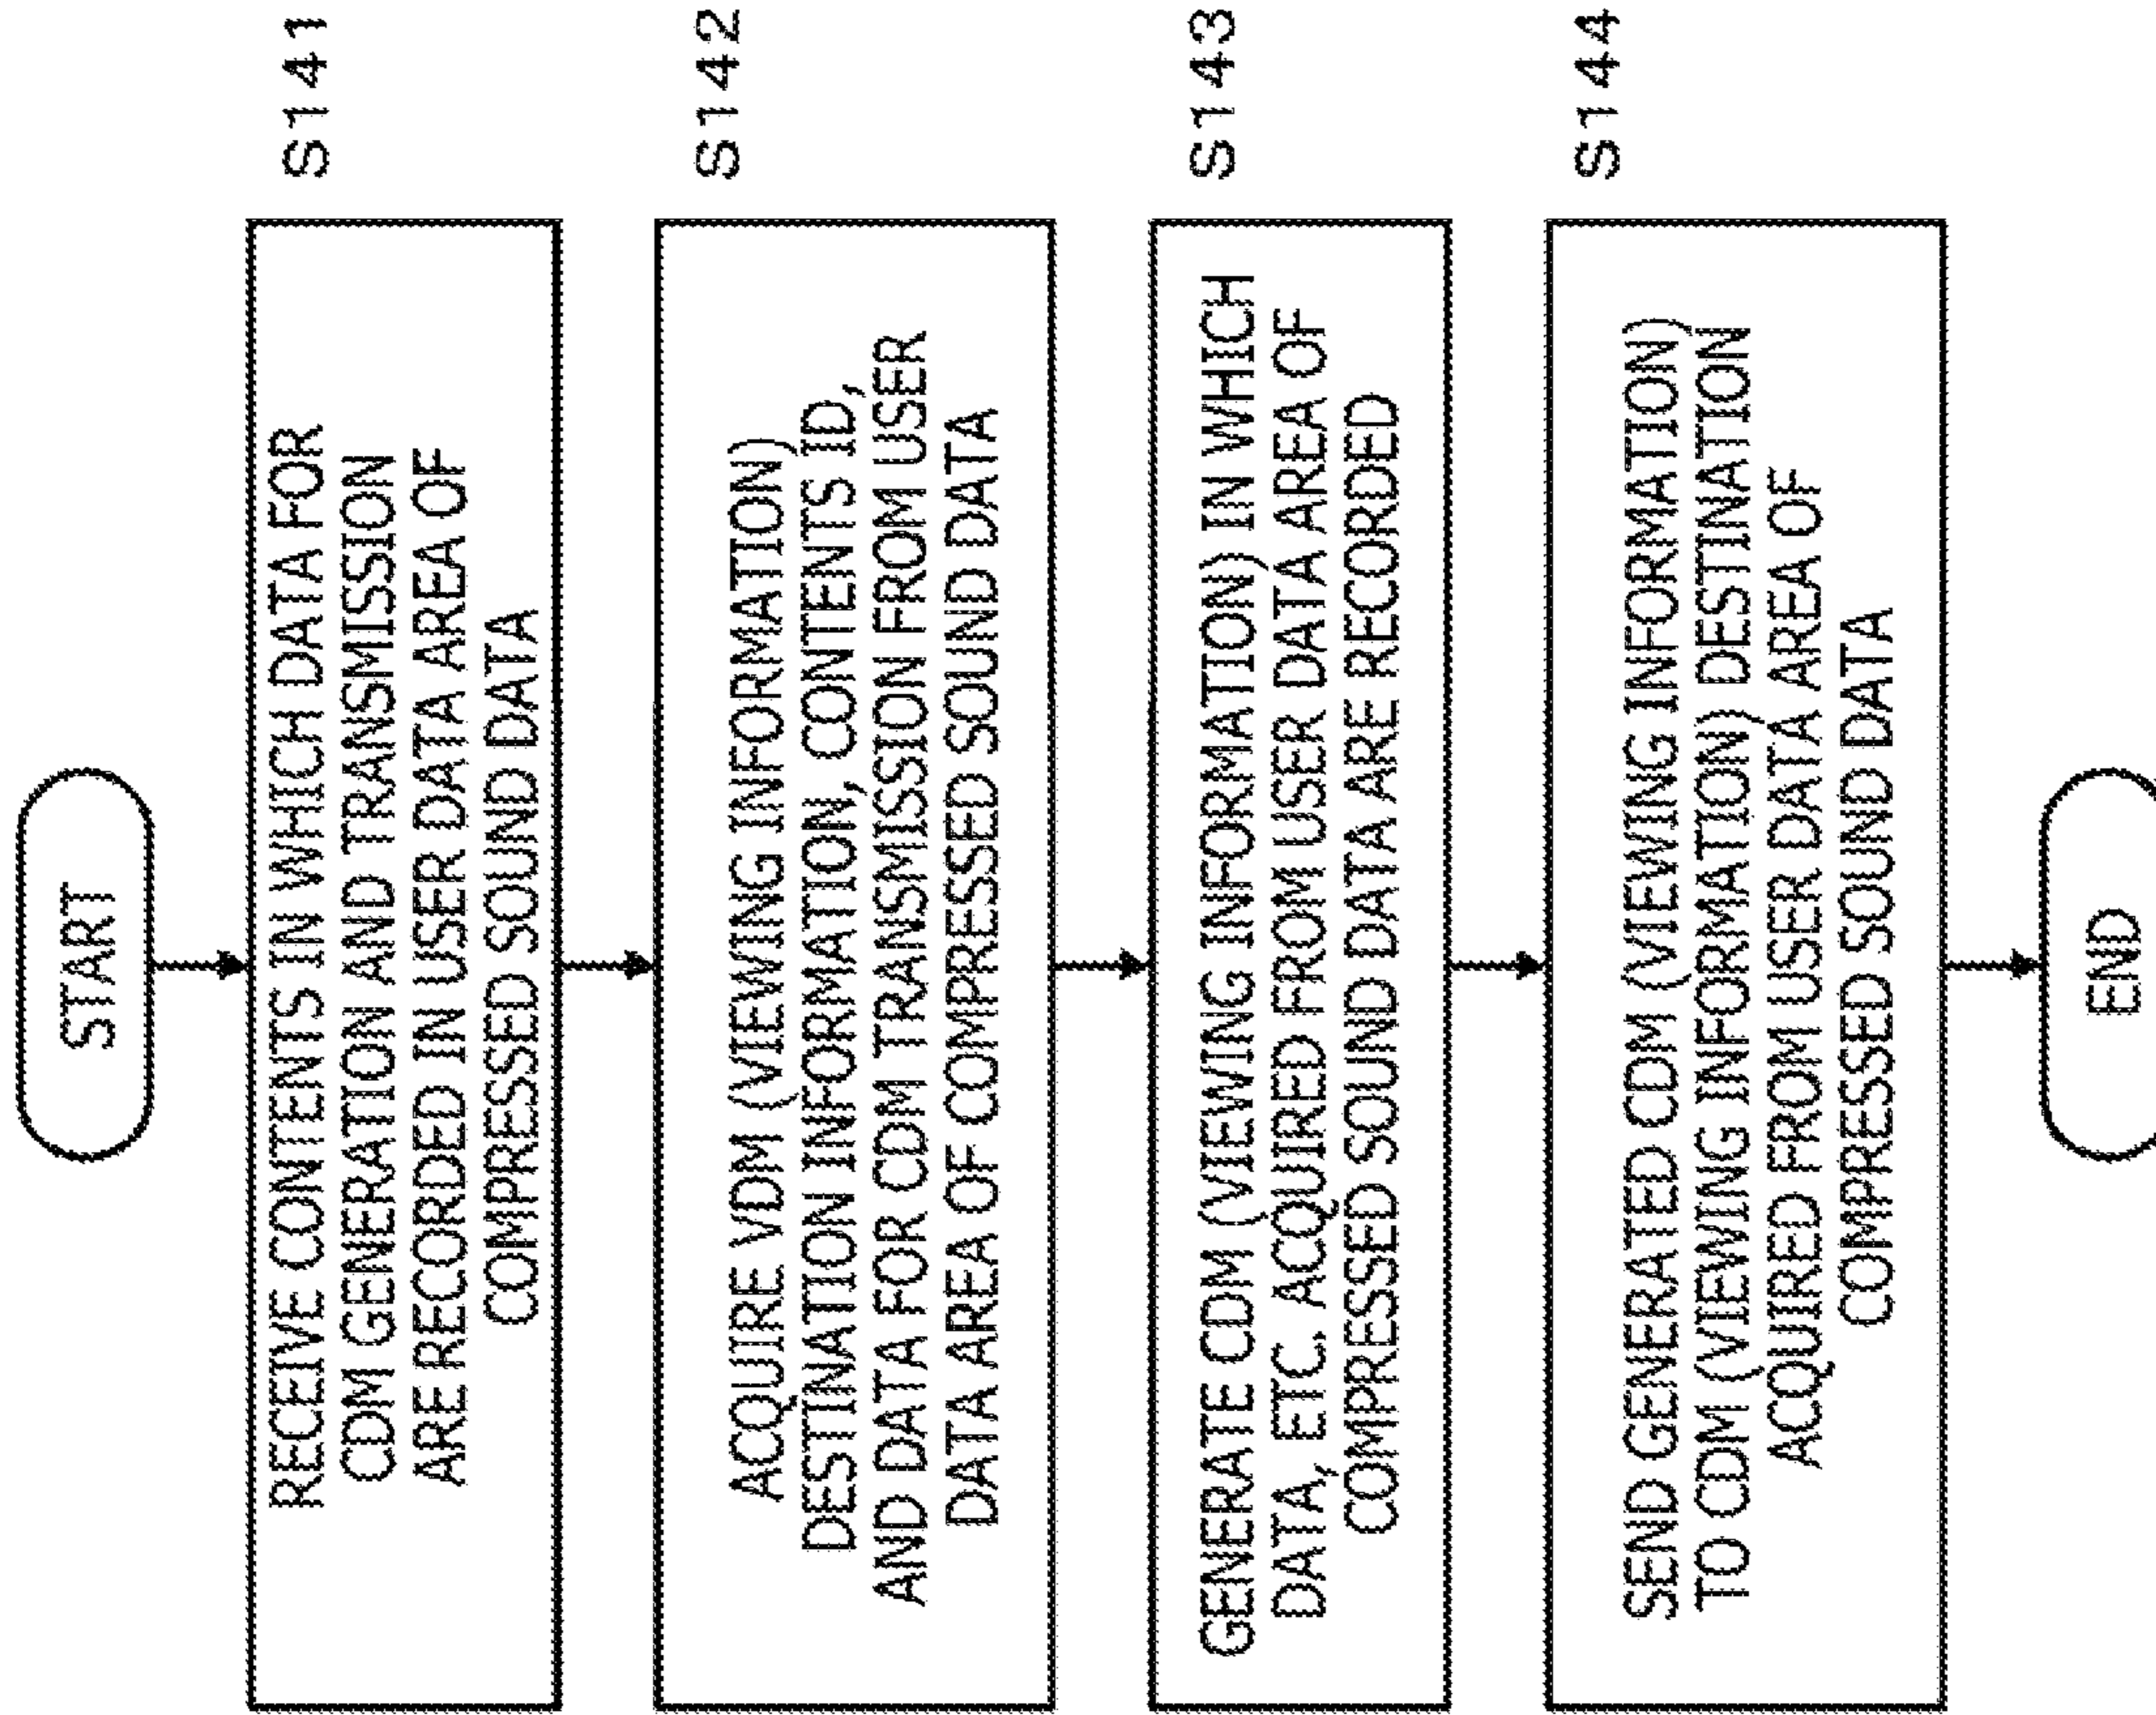 START
S141
RECEIVE CONTENTS IN WHICH DATA FOR
CDM GENERATION AND TRANSMISSION
ARE RECORDED IN USER DATA AREA OF
COMPRESSED SOUND DATA
S142
ACQUIRE VDM (VIEWING INFORMATION)
DESTINATION INFORMATION, CONTENTS ID,
AND DATA FOR CDM TRANSMISSION FROM USER
DATA AREA OF COMPRESSED SOUND DATA
S143
GENERATE CDM (VIEWING INFORMATION) IN WHICH
DATA, ETC. ACQUIRED FROM USER DATA AREA OF
COMPRESSED SOUND DATA ARE RECORDED
S144
SEND GENERATED CDM (VIEWING INFORMATION)
TO CDM (VIEWING INFORMATION) DESTINATION
ACQUIRED FROM USER DATA AREA OF
COMPRESSED SOUND DATA
END